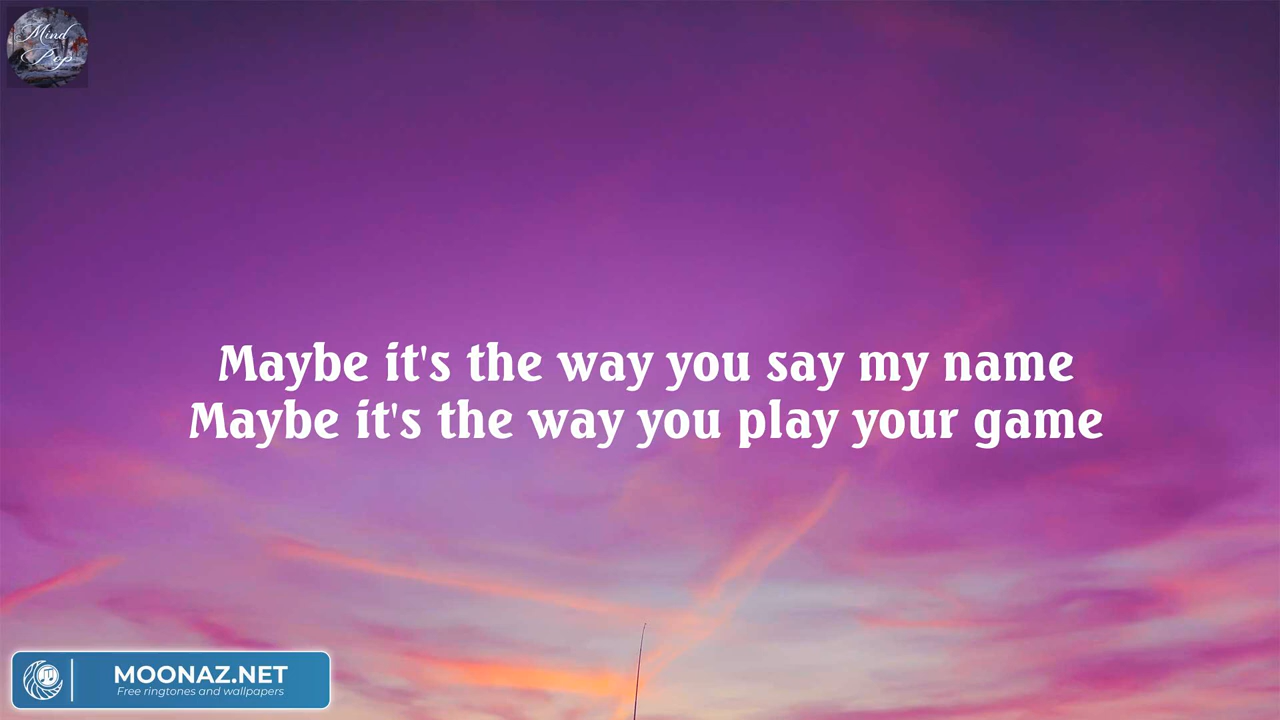 Mind
Pop
Maybe it's the way you say my name
Maybe it's the way you play your game
MOONAZ.NET
Free ringtones and wallpapers